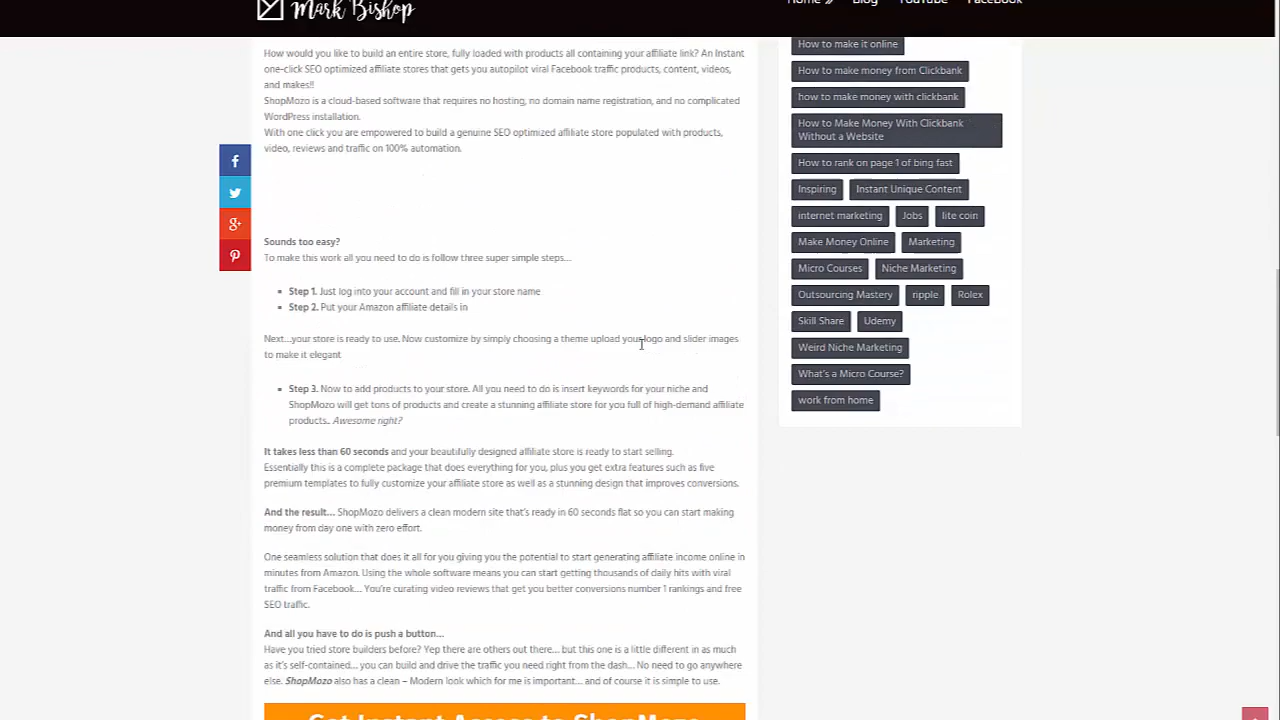 Mark Bishop
Home Blog YouTube Facebook
How would you like to build an entire store, fully loaded with products all containing your affiliate link? An Instant
one-click SEO optimized affiliate stores that gets you autopilot viral Facebook traffic products, content, videos,
and makes!!
ShopMozo is a cloud-based software that requires no hosting, no domain name registration, and no complicated
WordPress installation.
With one click you are empowered to build a genuine SEO optimized affiliate store populated with products,
video, reviews and traffic on 100% automation.
Sounds too easy?
To make this work all you need to do is follow three super simple steps...
Step 1. Just log into your account and fill in your store name
Step 2. Put your Amazon affiliate details in
Next...your store is ready to use. Now customize by simply choosing a theme upload your logo and slider images
to make it elegant
Step 3. Now to add products to your store. All you need to do is insert keywords for your niche and
ShopMozo will get tons of products and create a stunning affiliate store for you full of high-demand affiliate
products.. Awesome right?
It takes less than 60 seconds and your beautifully designed affiliate store is ready to start selling.
Essentially this is a complete package that does everything for you, plus you get extra features such as five
premium templates to fully customize your affiliate store as well as a stunning design that improves conversions.
And the result... ShopMozo delivers a clean modern site that's ready in 60 seconds flat so you can start making
money from day one with zero effort.
One seamless solution that does it all for you giving you the potential to start generating affiliate income online in
minutes from Amazon. Using the whole software means you can start getting thousands of daily hits with viral
traffic from Facebook... You're curating video reviews that get you better conversions number 1 rankings and free
SEO traffic.
And all you have to do is push a button...
Have you tried store builders before? Yep there are others out there... but this one is a little different in as much
as it's self-contained... you can build and drive the traffic you need right from the dash... No need to go anywhere
else. ShopMozo also has a clean – Modern look which for me is important... and of course it is simple to use.
Get Instant Access to ShopMozo
How to make it online
How to make money from Clickbank
how to make money with clickbank
How to Make Money With Clickbank
Without a Website
How to rank on page 1 of bing fast
Inspiring
Instant Unique Content
internet marketing
Jobs
lite coin
Make Money Online
Marketing
Micro Courses
Niche Marketing
Outsourcing Mastery
ripple
Rolex
Skill Share
Udemy
Weird Niche Marketing
What's a Micro Course?
work from home